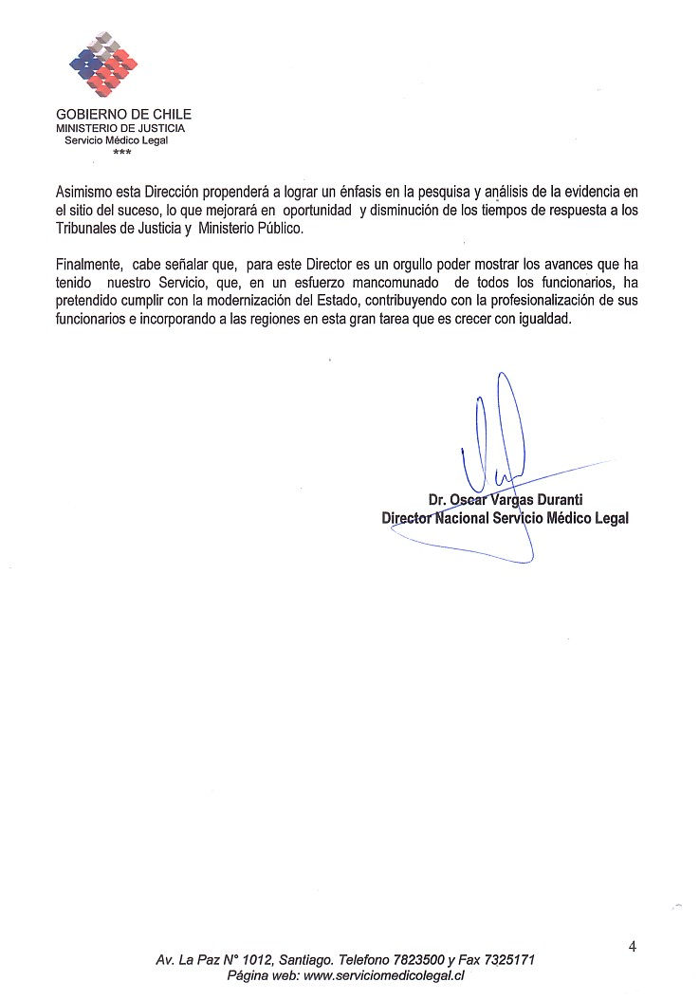 GOBIERNO DE CHILE
MINISTERIO DE JUSTICIA
Servicio Médico Legal
***
Asimismo esta Dirección propenderá a lograr un énfasis en la pesquisa y análisis de la evidencia en
el sitio del suceso, lo que mejorará en oportunidad y disminución de los tiempos de respuesta a los
Tribunales de Justicia y Ministerio Público.
Finalmente, cabe señalar que, para este Director es un orgullo poder mostrar los avances que ha
tenido nuestro Servicio, que, en un esfuerzo mancomunado de todos los funcionarios, ha
pretendido cumplir con la modernización del Estado, contribuyendo con la profesionalización de sus
funcionarios e incorporando a las regiones en esta gran tarea que es crecer con igualdad.
Dr. Oscar Vargas Duranti
Director Nacional Servicio Médico Legal
4
Av. La Paz N° 1012, Santiago. Telefono 7823500 y Fax 7325171
Página web: www.serviciomedicolegal.cl